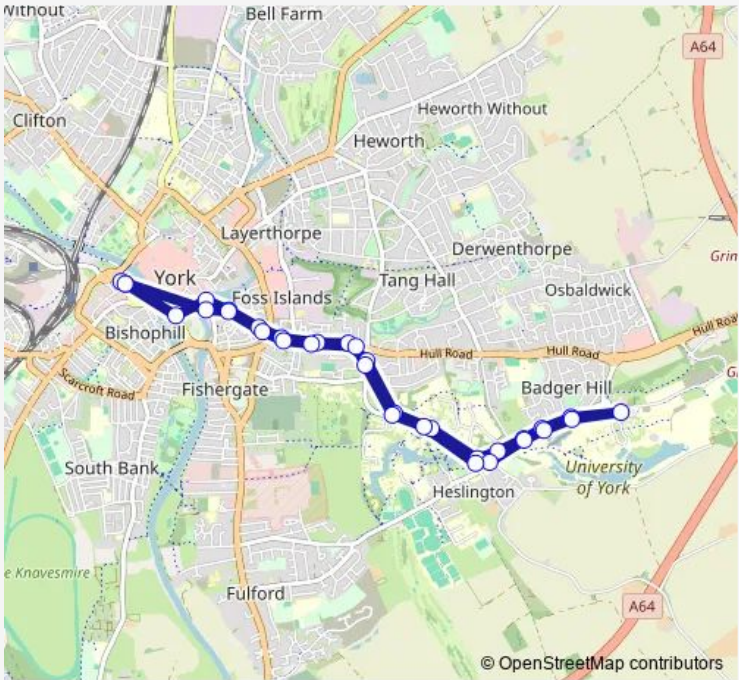 Without
Bell Farm
A64
Clifton
Heworth Without
Heworth
Layerthorpe
Derwenthorpe
York
Tang Hall
Foss Islands
Osbaldwick
Grim
Bishophill
Hull Road
Hull Road
Hull Road
Scarcroft Road
Fishergate
Badger Hill
South Bank
University
of York
Heslington
e Knavesmire
Fulford
A64
© OpenStreetMap contributors